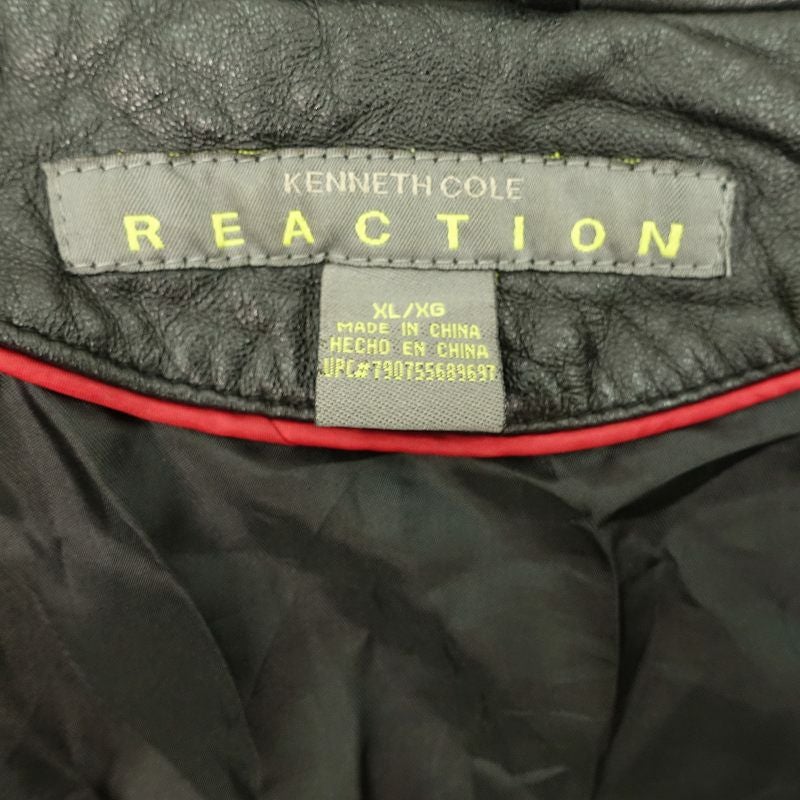 KENNETH COLE
REACTION
XL/XG
MADE IN CHINA
HECHO EN CHINA
UPC#790755689697